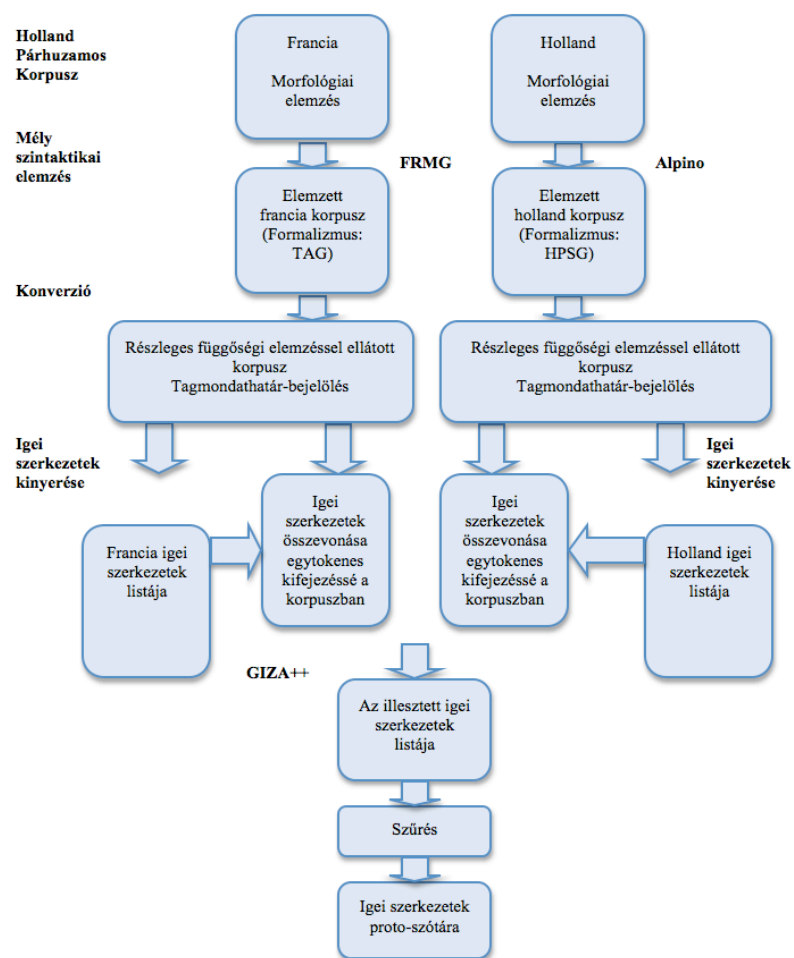 Holland
Párhuzamos
Korpusz
Francia
Morfológiai
elemzés
Holland
Morfológiai
elemzés
Mély
szintaktikai
elemzés
FRMG
Alpino
Elemzett
francia korpusz
(Formalizmus:
TAG)
Elemzett
holland korpusz
(Formalizmus:
HPSG)
Konverzió
Részleges függőségi elemzéssel ellátott
korpusz
Tagmondathatár-bejelölés
Részleges függőségi elemzéssel ellátott
korpusz
Tagmondathatár-bejelölés
Igei
szerkezetek
kinyerése
Igei
szerkezetek
kinyerése
Francia igei
szerkezetek
listája
Igei
szerkezetek
összevonása
egytokenes
kifejezéssé a
korpuszban
Igei
szerkezetek
összevonása
egytokenes
kifejezéssé a
korpuszban
Holland igei
szerkezetek
listája
GIZA++
Az illesztett igei
szerkezetek
listája
Szűrés
Igei szerkezetek
proto-szótára